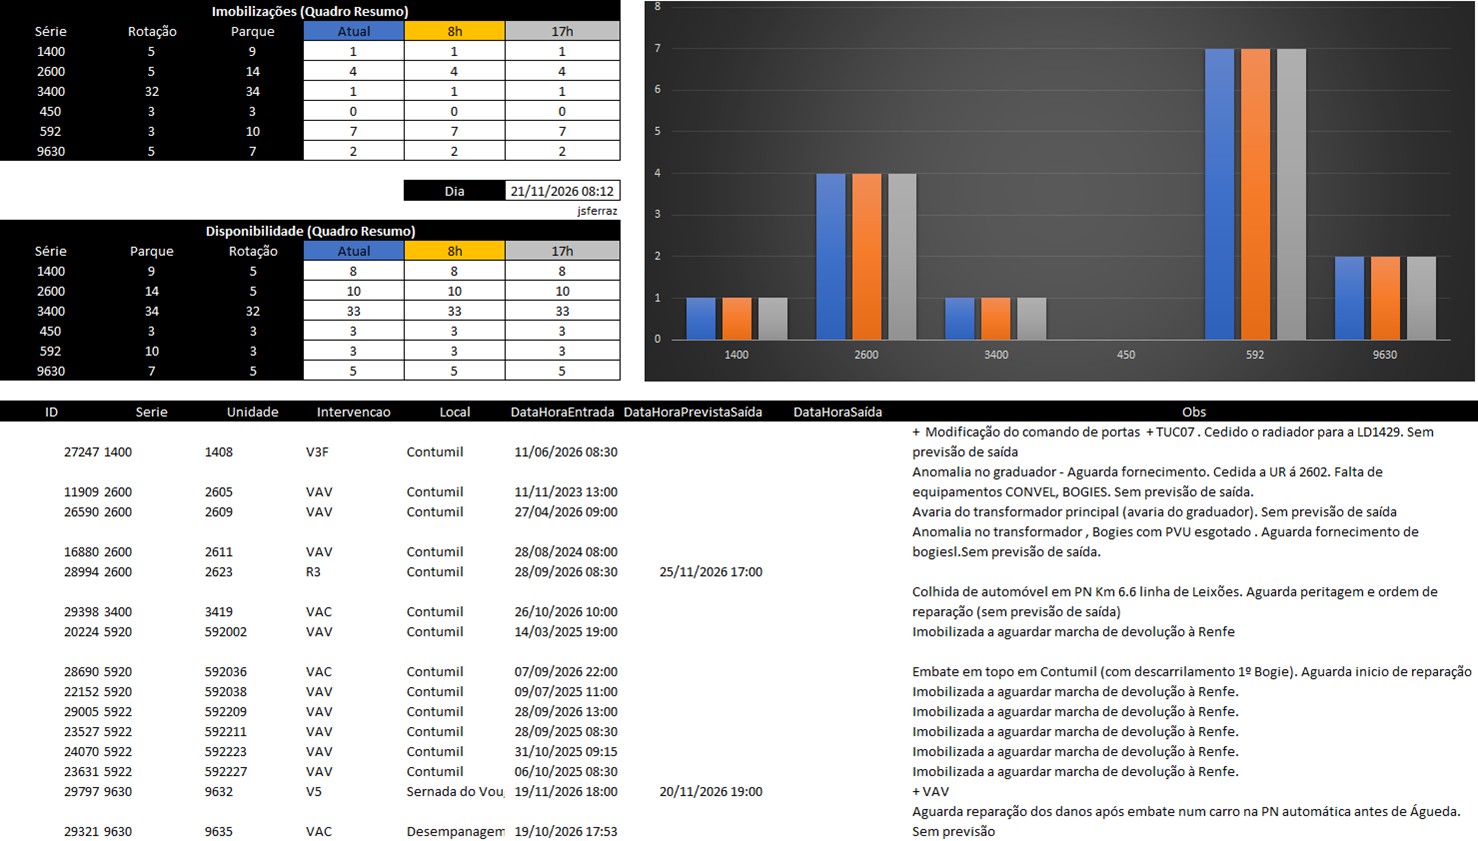 Imobilizações (Quadro Resumo)
Série Rotação Parque Atual 8h 17h
1400 5 9 1 1 1
2600 5 14 4 4 4
3400 32 34 1 1 1
450 3 3 0 0 0
592 3 10 7 7 7
9630 5 7 2 2 2
Dia 21/11/2026 08:12
jsferraz
Disponibilidade (Quadro Resumo)
Série Parque Rotação Atual 8h 17h
1400 9 5 8 8 8
2600 14 5 10 10 10
3400 34 32 33 33 33
450 3 3 3 3 3
592 10 3 3 3 3
9630 7 5 5 5 5
8
7
6
5
4
3
2
1
0
1400 2600 3400 450 592 9630
ID Serie Unidade Intervencao Local DataHoraEntrada DataHoraPrevistaSaída DataHoraSaída Obs
+ Modificação do comando de portas + TUC07 . Cedido o radiador para a LD1429. Sem
27247 1400 1408 V3F Contumil 11/06/2026 08:30 previsão de saída
Anomalia no graduador - Aguarda fornecimento. Cedida a UR á 2602. Falta de
11909 2600 2605 VAV Contumil 11/11/2023 13:00 equipamentos CONVEL, BOGIES. Sem previsão de saída.
26590 2600 2609 VAV Contumil 27/04/2026 09:00 Avaria do transformador principal (avaria do graduador). Sem previsão de saída
Anomalia no transformador , Bogies com PVU esgotado . Aguarda fornecimento de
16880 2600 2611 VAV Contumil 28/08/2024 08:00 bogiesl.Sem previsão de saída.
28994 2600 2623 R3 Contumil 28/09/2026 08:30 25/11/2026 17:00
Colhida de automóvel em PN Km 6.6 linha de Leixões. Aguarda peritagem e ordem de
29398 3400 3419 VAC Contumil 26/10/2026 10:00 reparação (sem previsão de saída)
20224 5920 592002 VAV Contumil 14/03/2025 19:00 Imobilizada a aguardar marcha de devolução à Renfe
28690 5920 592036 VAC Contumil 07/09/2026 22:00 Embate em topo em Contumil (com descarrilamento 1º Bogie). Aguarda inicio de reparação
22152 5920 592038 VAV Contumil 09/07/2025 11:00 Imobilizada a aguardar marcha de devolução à Renfe.
29005 5922 592209 VAV Contumil 28/09/2026 13:00 Imobilizada a aguardar marcha de devolução à Renfe.
23527 5922 592211 VAV Contumil 28/09/2025 08:30 Imobilizada a aguardar marcha de devolução à Renfe.
24070 5922 592223 VAV Contumil 31/10/2025 09:15 Imobilizada a aguardar marcha de devolução à Renfe.
23631 5922 592227 VAV Contumil 06/10/2025 08:30 Imobilizada a aguardar marcha de devolução à Renfe.
29797 9630 9632 V5 Sernada do Vou 19/11/2026 18:00 20/11/2026 19:00 + VAV
Aguarda reparação dos danos após embate num carro na PN automática antes de Águeda.
29321 9630 9635 VAC Desempanagem 19/10/2026 17:53 Sem previsão